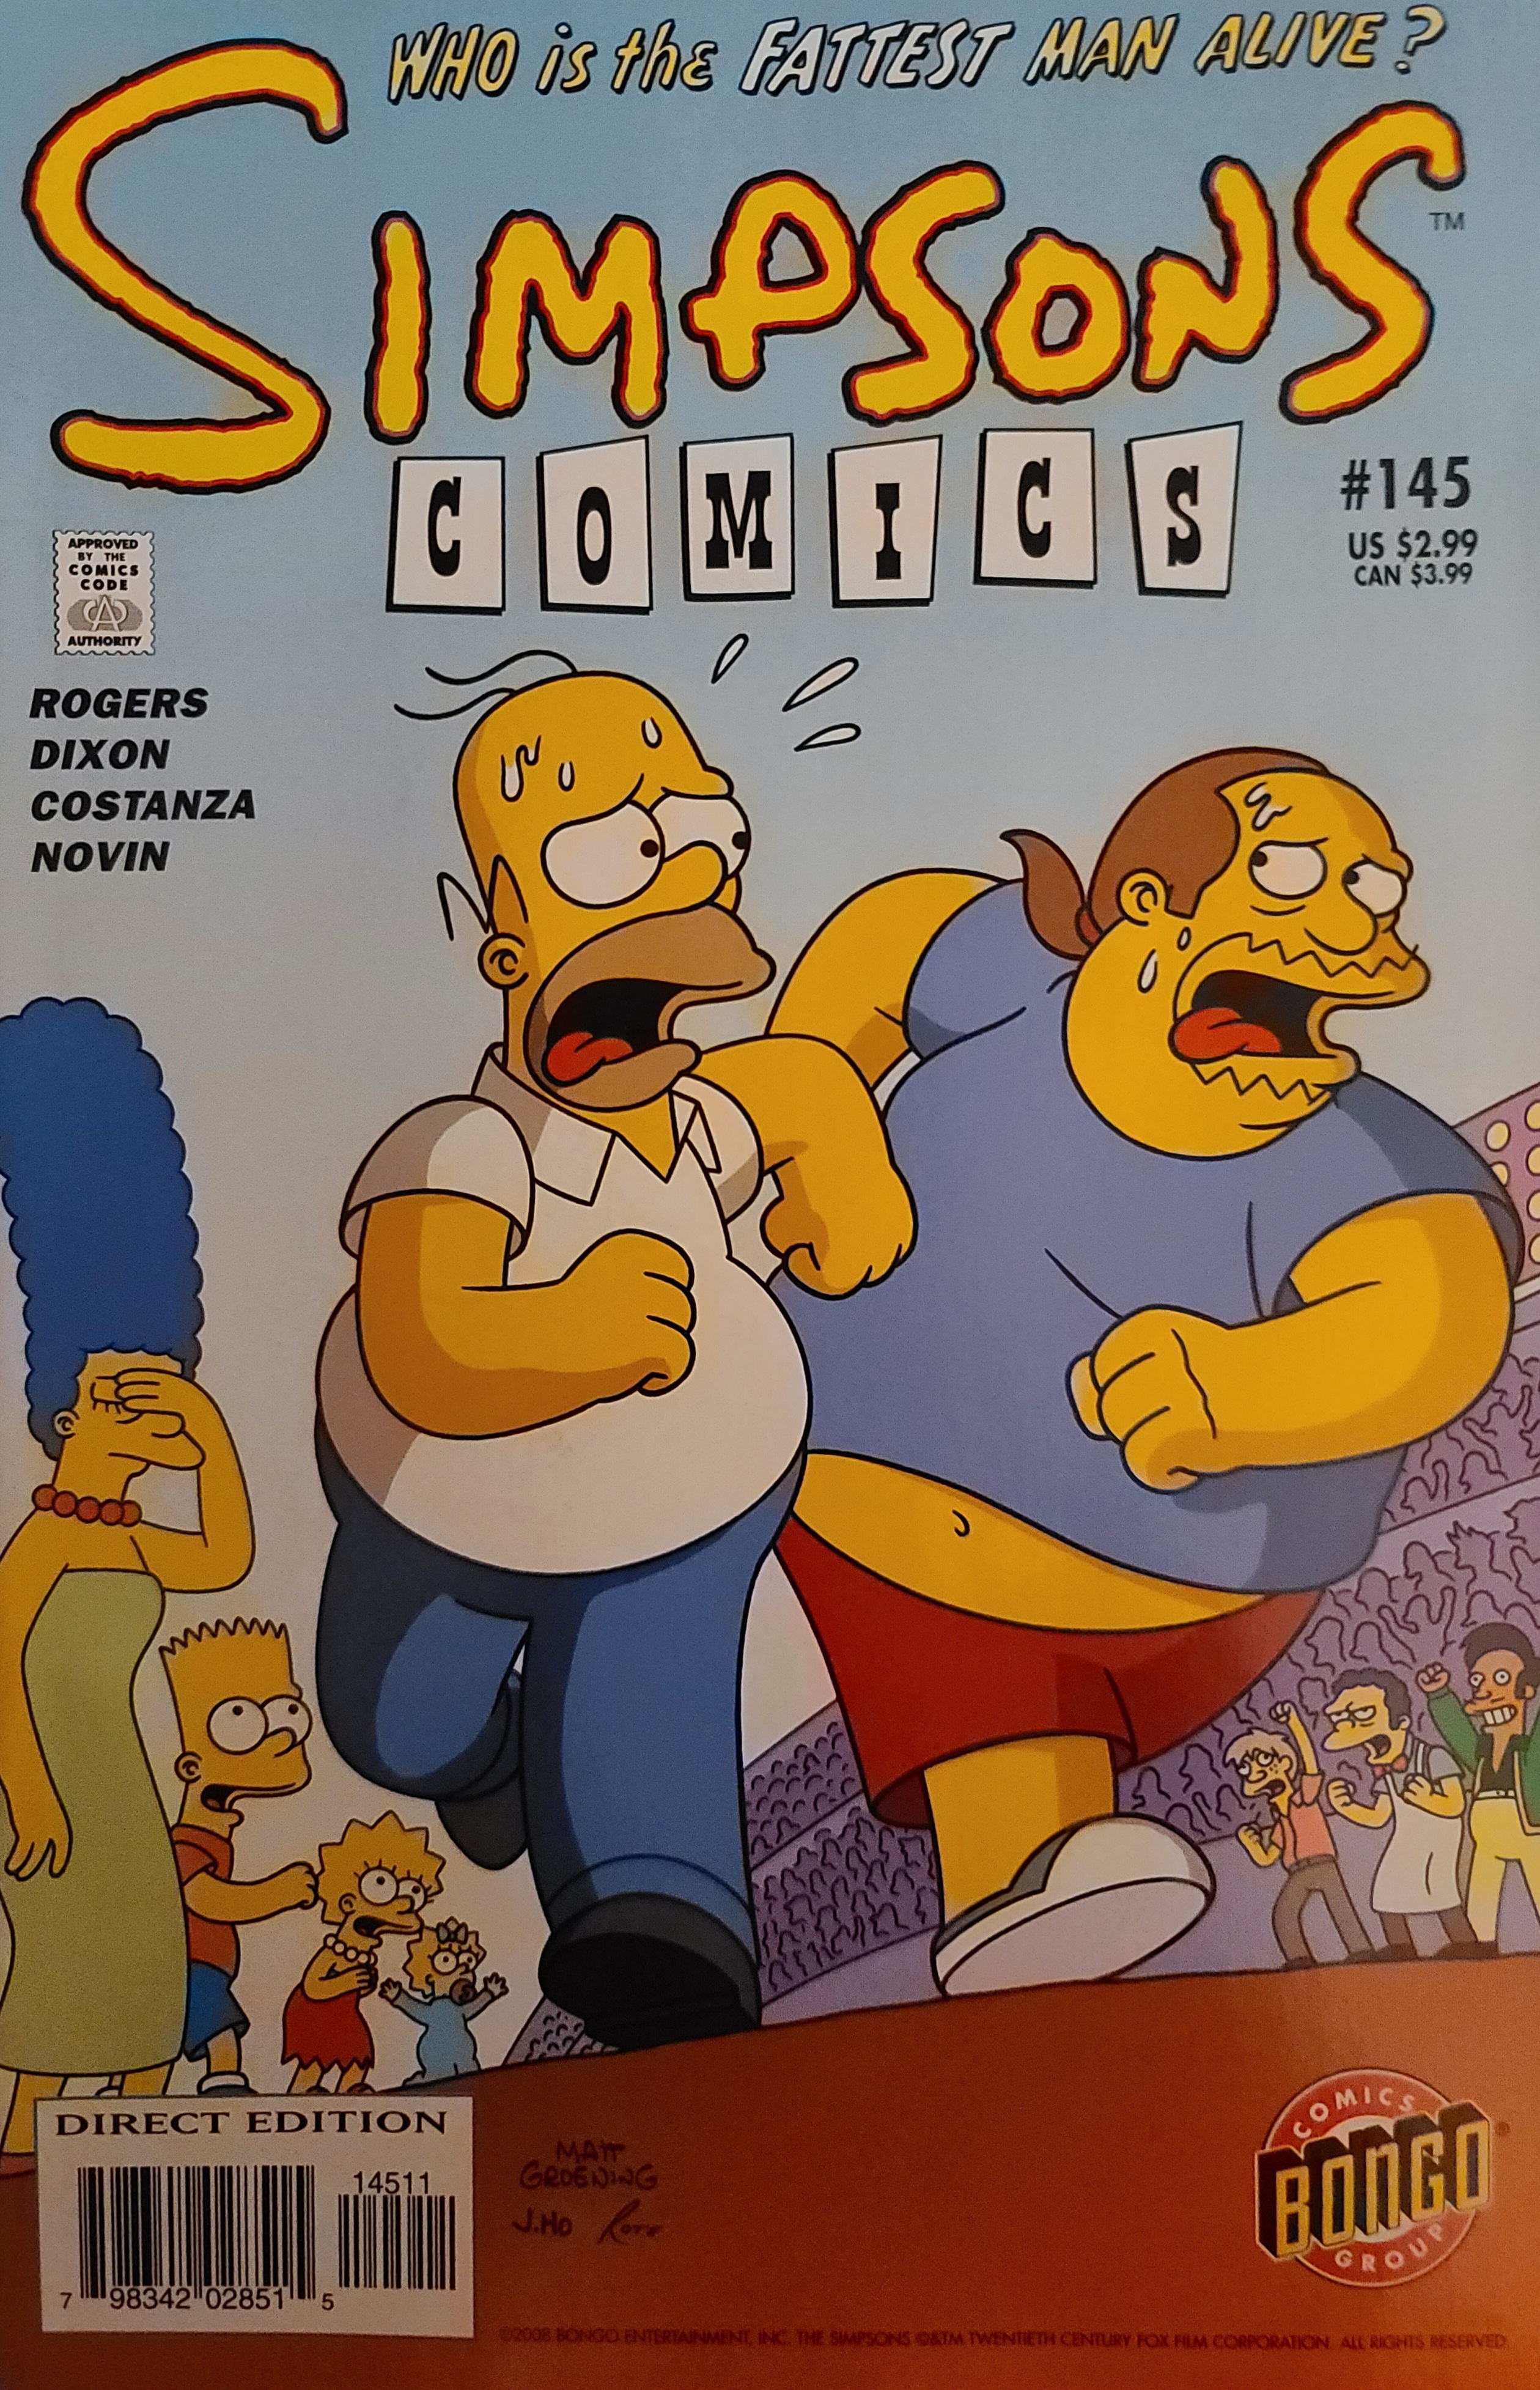 WHO is the FATTEST MAN ALIVE?
SIMPSONS
TM
COMICS
#145
US $2.99
CAN $3.99
APPROVED
BY THE
COMICS
CODE
CA
AUTHORITY
ROGERS
DIXON
COSTANZA
NOVIN
DIRECT EDITION
14511
7 98342 02851 5
MATT
GROENING
J.HO
COMICS
BONGO®
GROUP
©2008 BONGO ENTERTAINMENT, INC. THE SIMPSONS ©&TM TWENTIETH CENTURY FOX FILM CORPORATION. ALL RIGHTS RESERVED.